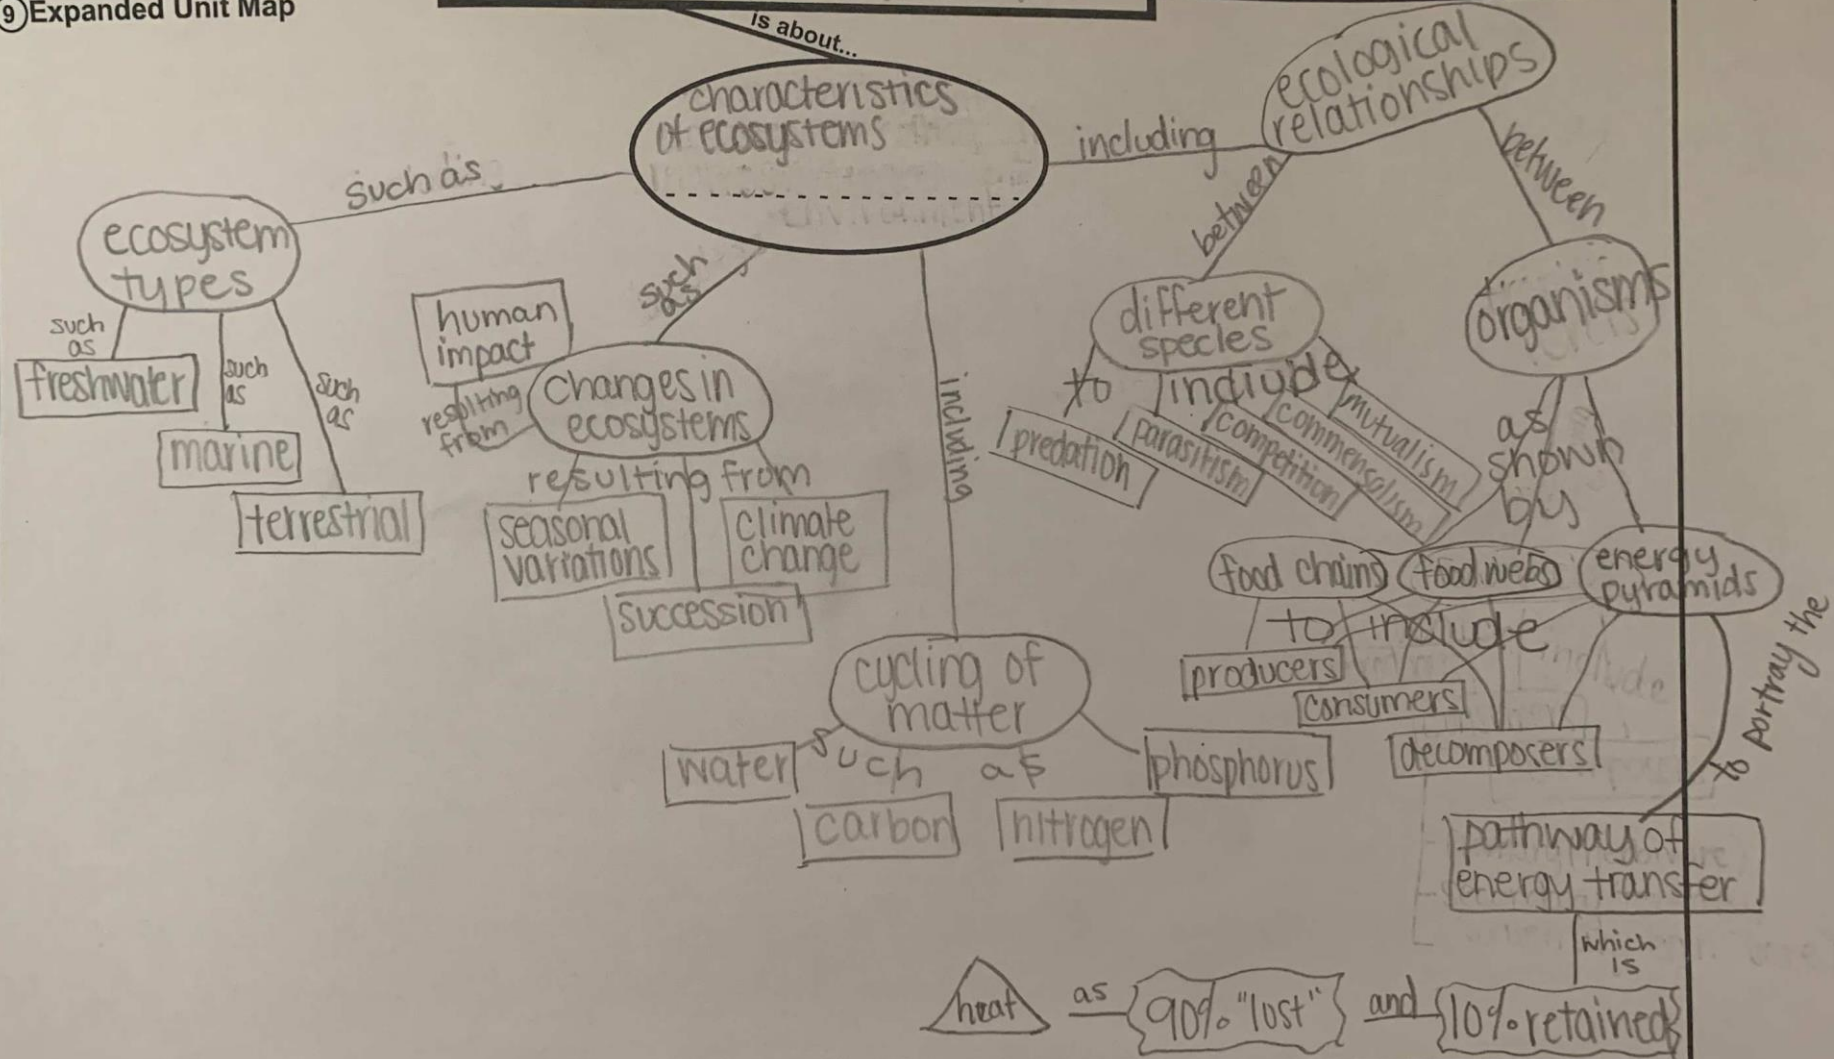 9 Expanded Unit Map
is about...
characteristics
of ecosystems
such as
ecosystem
types
such
as
freshwater
such
as
marine
such
as
terrestrial
such
as
human
impact
resulting
from
changes in
ecosystems
resulting from
seasonal
variations
climate
change
succession
including
cycling of
matter
such as
water
carbon
nitrogen
phosphorus
including
ecological
relationships
between
different
species
to include
predation
parasitism
competition
commensalism
mutualism
between
organisms
as
shown
by
food chains
food webs
energy
pyramids
to include
producers
consumers
decomposers
to portray the
pathway of
energy transfer
which
is
10% retained
and
90% "lost"
as
heat